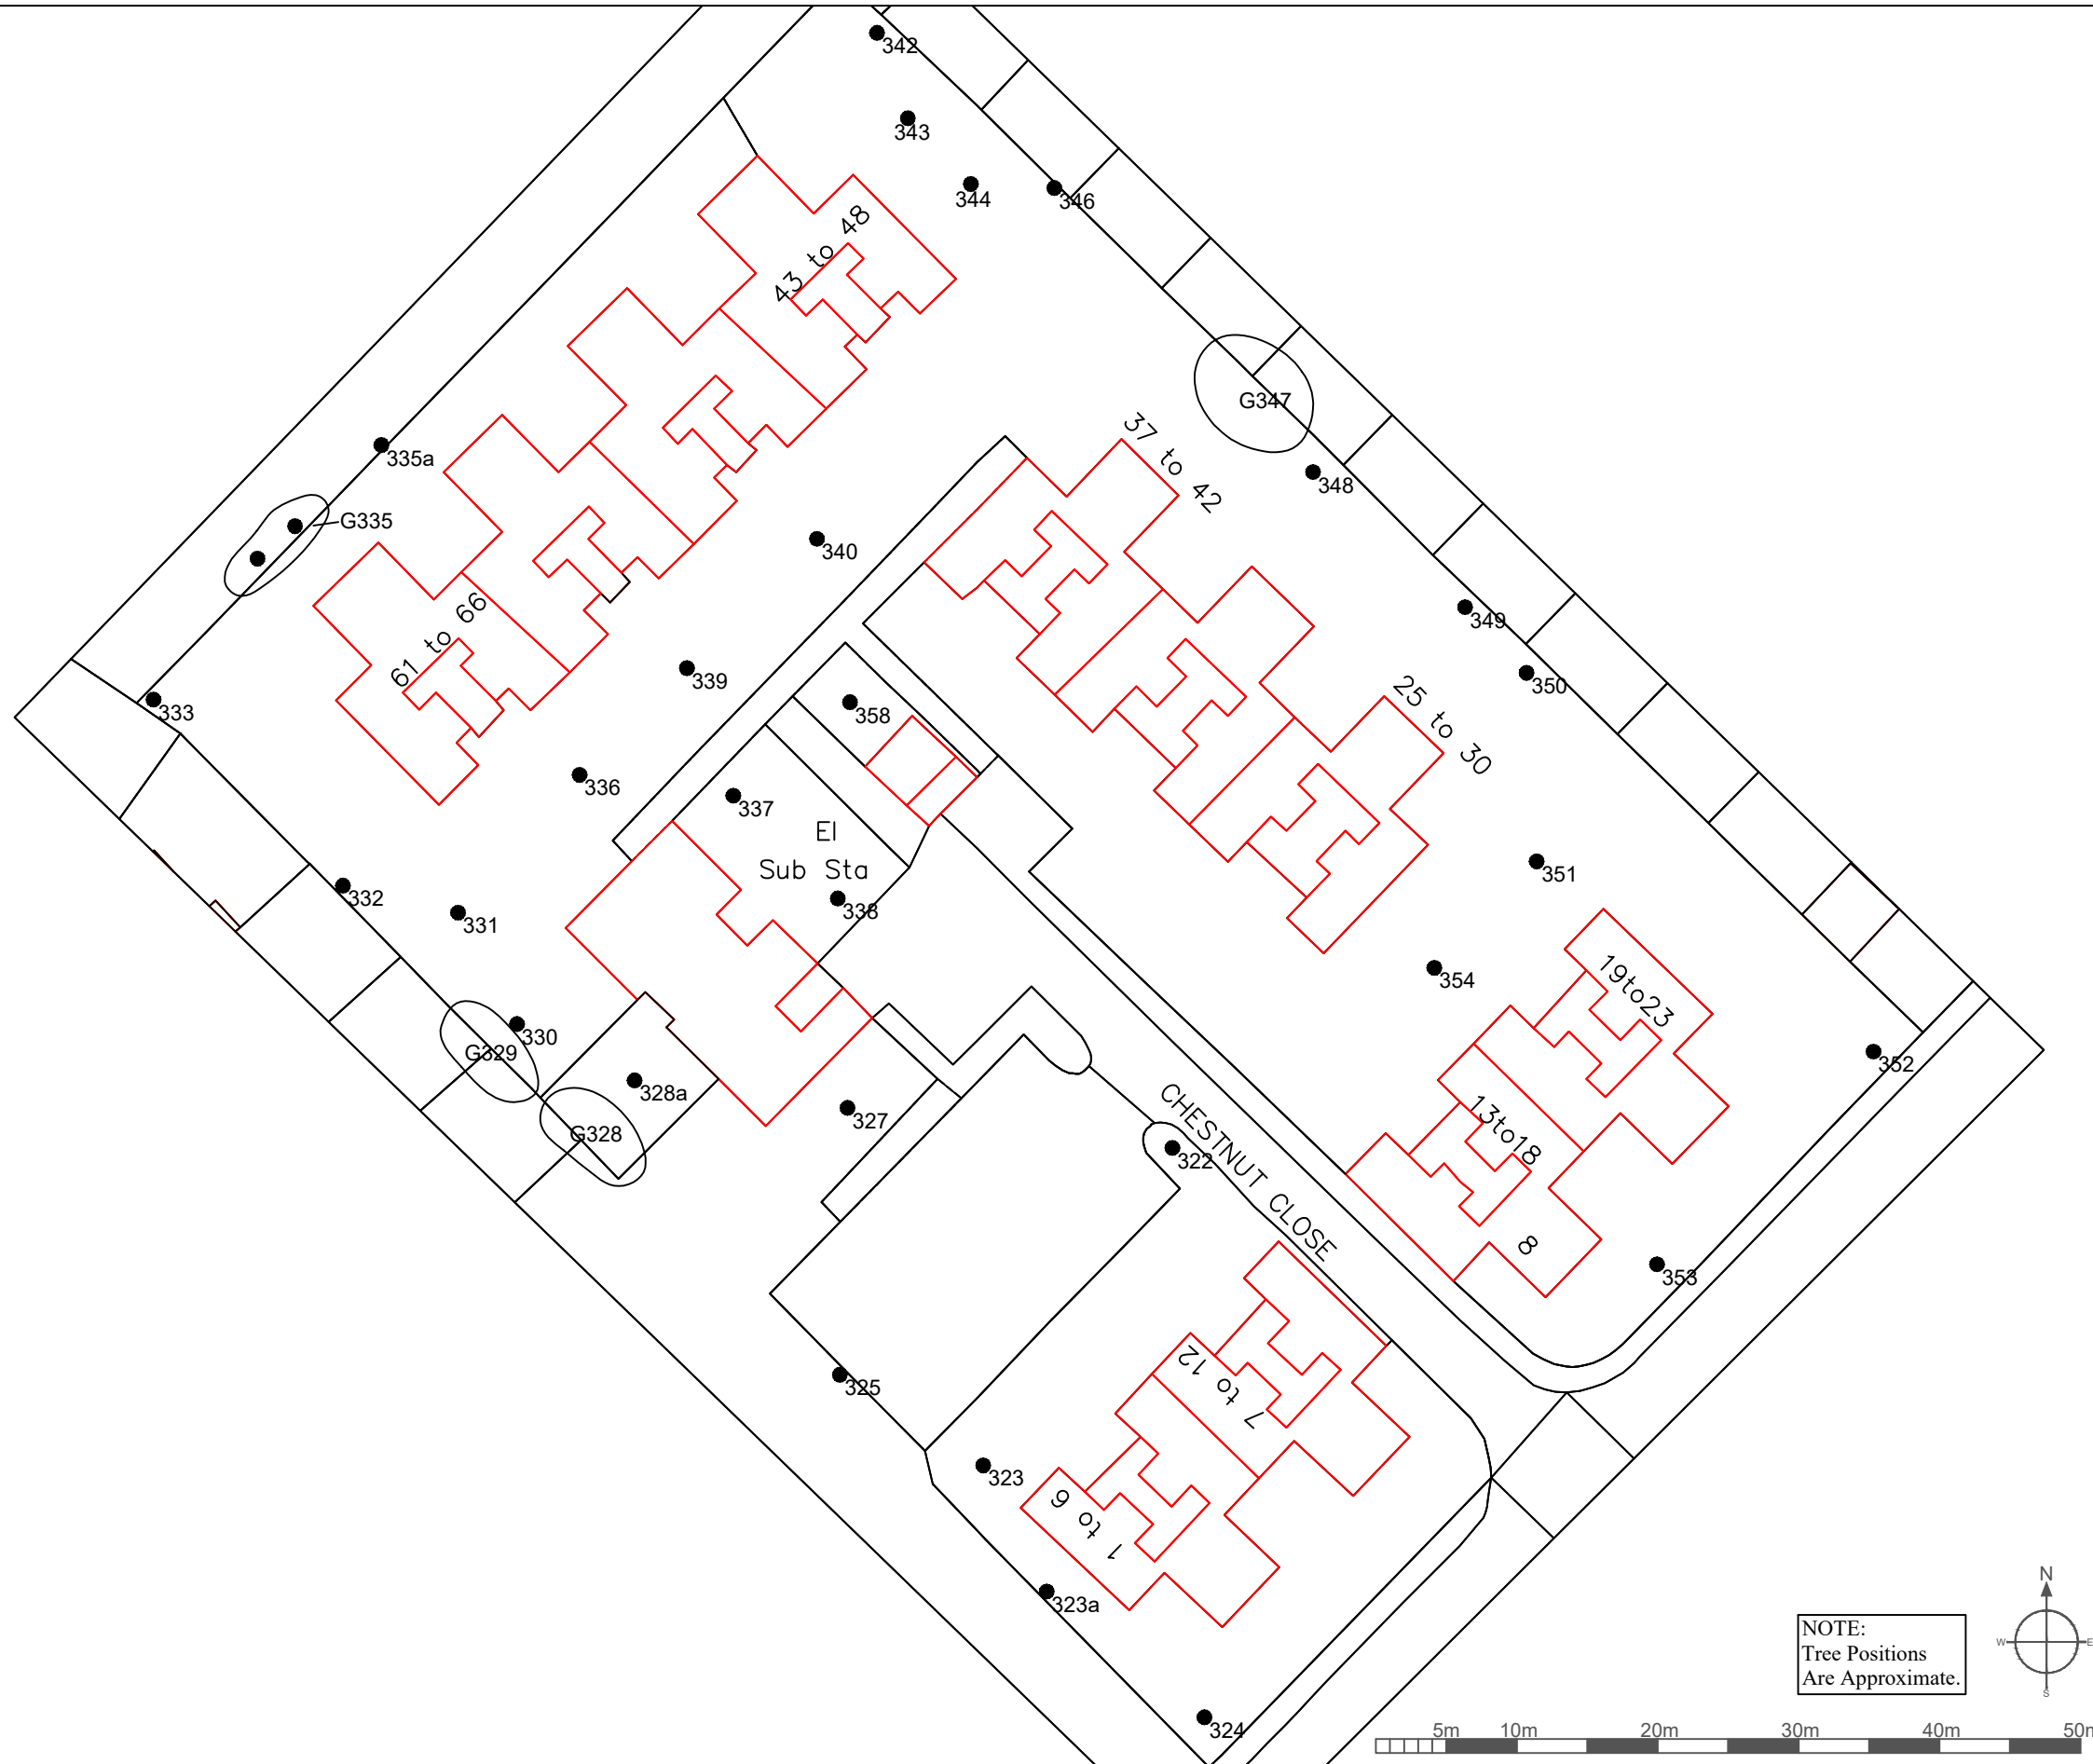 342
343
344
346
43 to 48
G347
37 to 42
335a
348
G335
340
61 to 66
349
339
25 to 30
350
333
358
336
337
El
Sub Sta
351
332
338
331
354
19to23
330
G329
352
328a
327
13to18
G328
CHESTNUT CLOSE
322
8
353
7 to 12
325
323
1 to 6
323a
324
N
W
E
S
NOTE:
Tree Positions
Are Approximate.
5m 10m 20m 30m 40m 50m